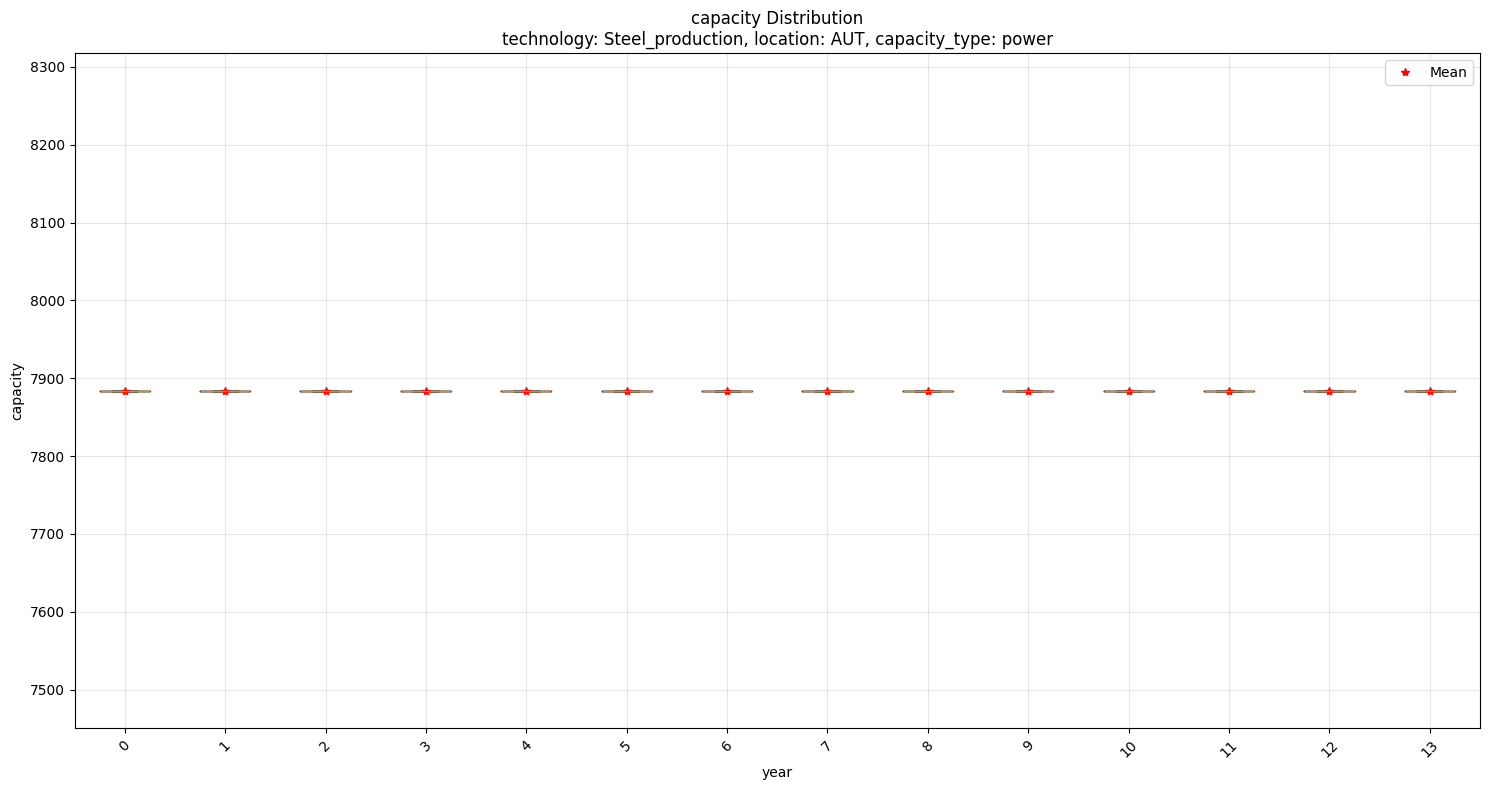 capacity Distribution
technology: Steel_production, location: AUT, capacity_type: power
Mean
8300
8200
8100
8000
7900
7800
7700
7600
7500
capacity
0 1 2 3 4 5 6 7 8 9 10 11 12 13
year